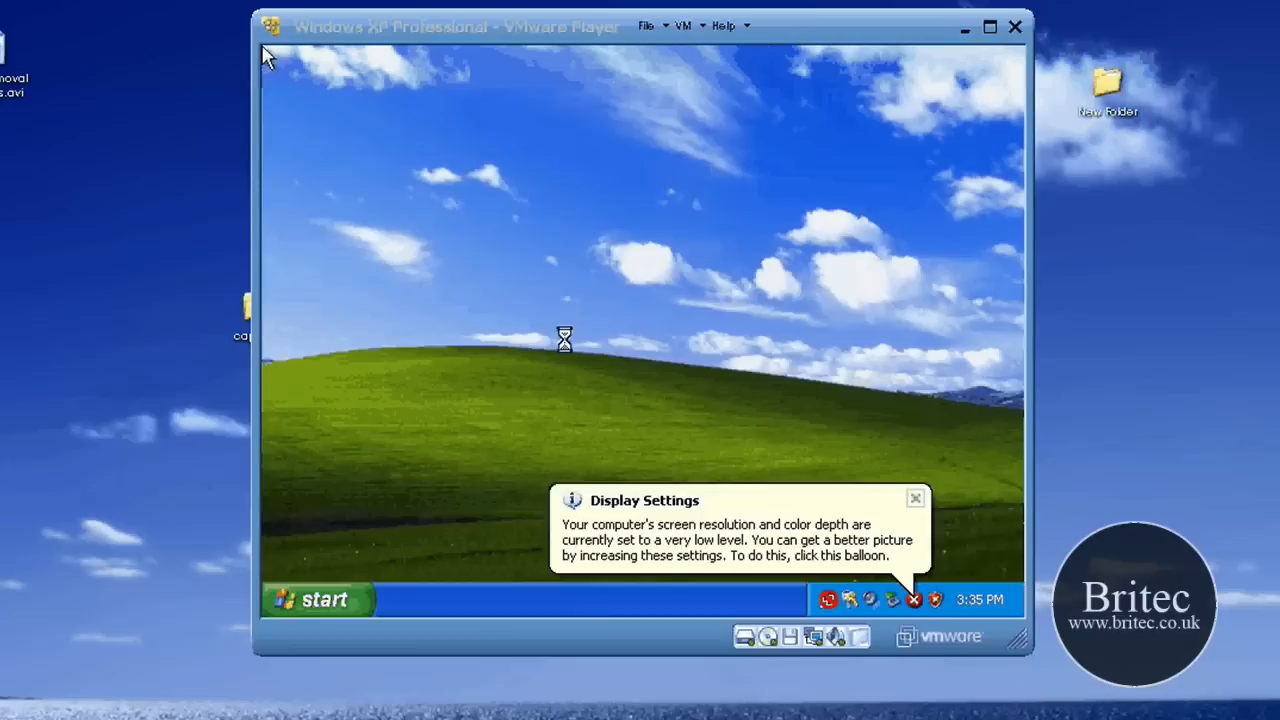 Windows XP Professional - VMware Player File VM Help
moval
s.avi
New Folder
Display Settings
Your computer's screen resolution and color depth are
currently set to a very low level. You can get a better picture
by increasing these settings. To do this, click this balloon.
start
3:35 PM
vmware
Britec
www.britec.co.uk